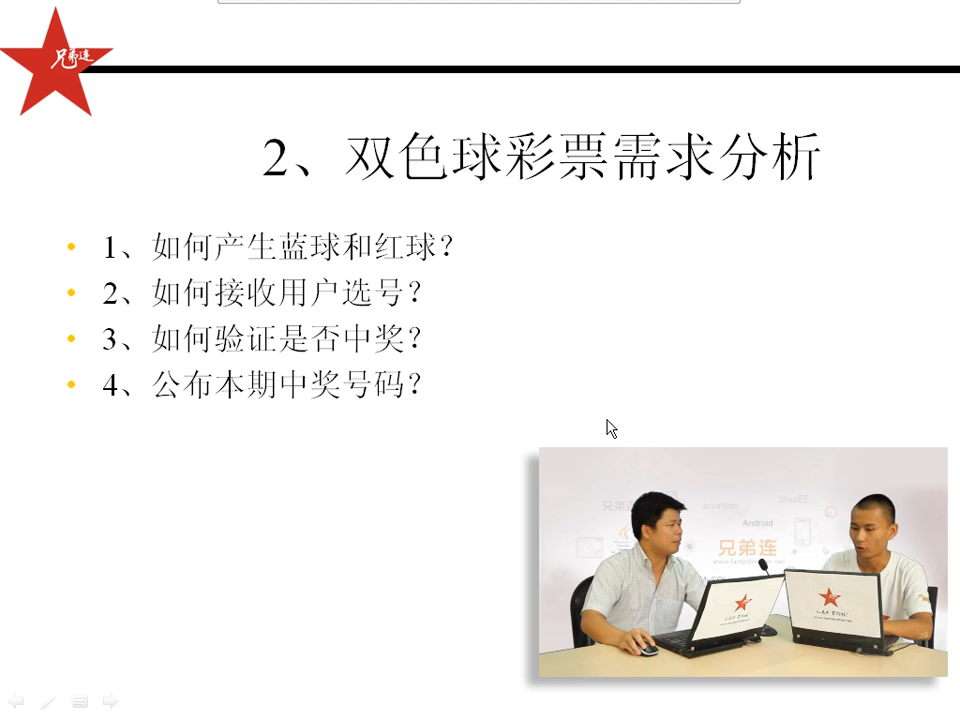 兄弟连
2、双色球彩票需求分析
1、如何产生蓝球和红球?
2、如何接收用户选号?
3、如何验证是否中奖?
4、公布本期中奖号码?
兄弟连
JavaWeb
JavaEE
Android
兄弟连